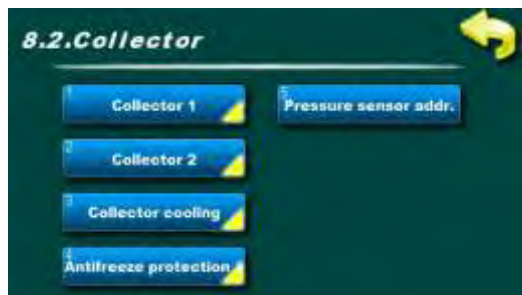 8.2.Collector
1
Collector 1
2
Collector 2
3
Collector cooling
4
Antifreeze protection
5
Pressure sensor addr.